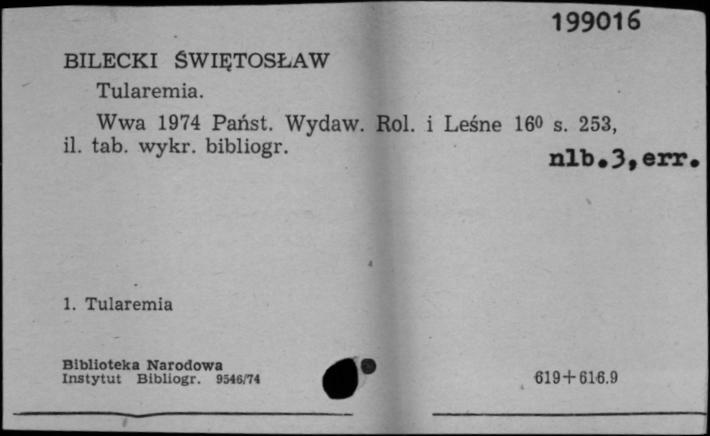 199016
BILECKI ŚWIĘTOSŁAW
Tularemia.
Wwa 1974 Państ. Wydaw. Rol. i Leśne 16⁰ s. 253,
il. tab. wykr. bibliogr.
nlb.3,err.
1. Tularemia
Biblioteka Narodowa
Instytut Bibliogr. 9546/74
619+616.9